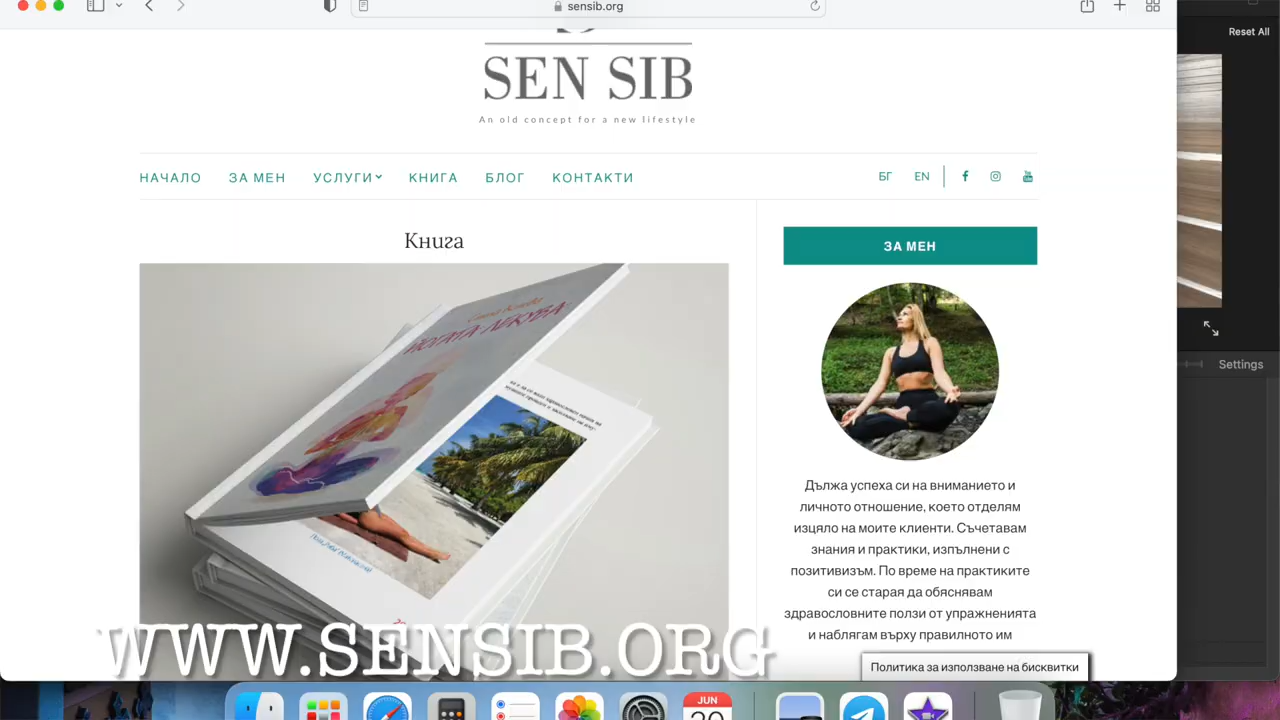 sensib.org
Reset All
SEN SIB
An old concept for a new lifestyle
НАЧАЛО ЗА МЕН УСЛУГИ КНИГА БЛОГ КОНТАКТИ БГ EN
Книга
ЙОГАТА ЛЕКУВА
ЗА МЕН
Settings
Дължа успеха си на вниманието и
личното отношение, което отделям
изцяло на моите клиенти. Съчетавам
знания и практики, изпълнени с
позитивизъм. По време на практиките
си се старая да обяснявам
здравословните ползи от упражненията
и наблягам върху правилното им
WWW.SENSIB.ORG
Политика за използване на бисквитки
JUN